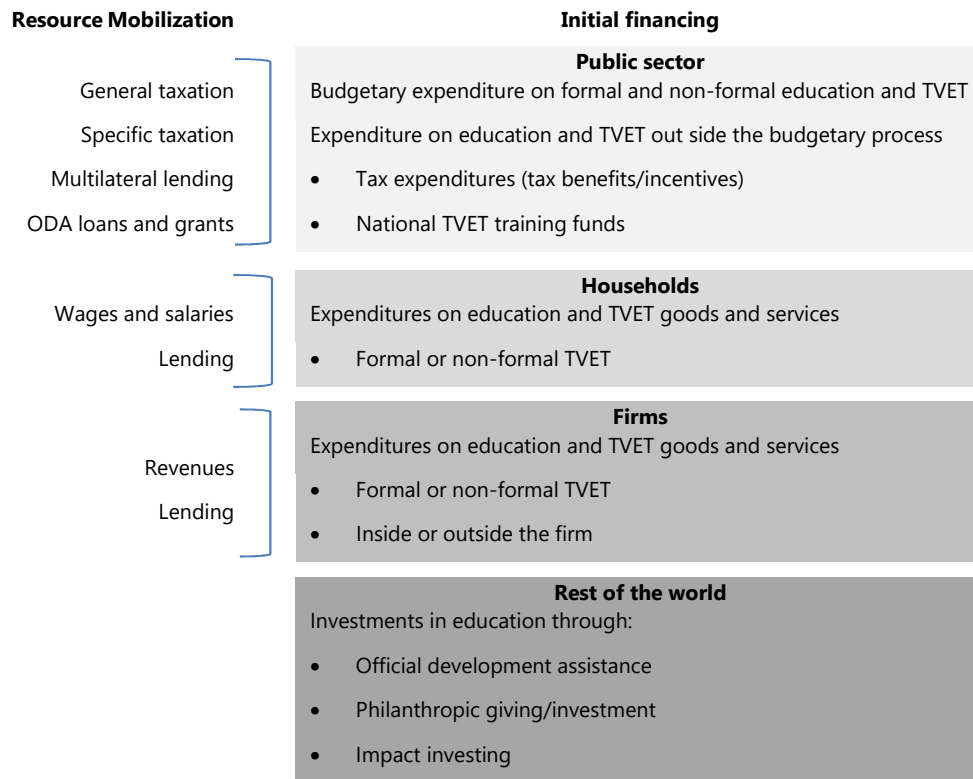 Resource Mobilization
Initial financing
Public sector
General taxation
Budgetary expenditure on formal and non-formal education and TVET
Specific taxation
Expenditure on education and TVET out side the budgetary process
Multilateral lending
• Tax expenditures (tax benefits/incentives)
ODA loans and grants
• National TVET training funds
Households
Wages and salaries
Expenditures on education and TVET goods and services
Lending
• Formal or non-formal TVET
Firms
Expenditures on education and TVET goods and services
Revenues
• Formal or non-formal TVET
Lending
• Inside or outside the firm
Rest of the world
Investments in education through:
• Official development assistance
• Philanthropic giving/investment
• Impact investing